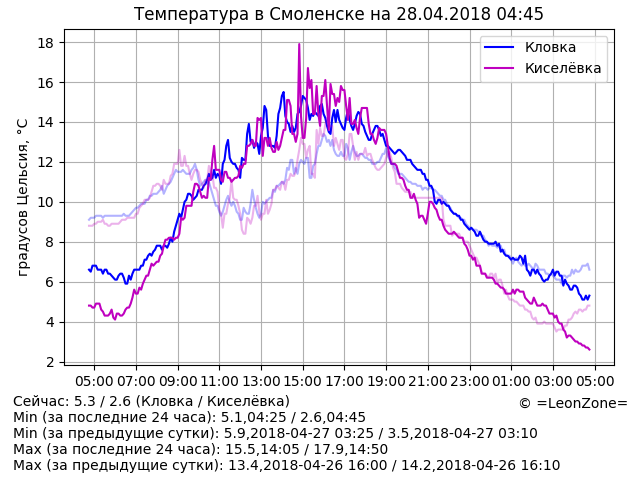 Температура в Смоленске на 28.04.2018 04:45
Кловка
Киселёвка
градусов Цельсия, °C
18
16
14
12
10
8
6
4
2
05:00 07:00 09:00 11:00 13:00 15:00 17:00 19:00 21:00 23:00 01:00 03:00 05:00
Сейчас: 5.3 / 2.6 (Кловка / Киселёвка)
© =LeonZone=
Min (за последние 24 часа): 5.1,04:25 / 2.6,04:45
Min (за предыдущие сутки): 5.9,2018-04-27 03:25 / 3.5,2018-04-27 03:10
Max (за последние 24 часа): 15.5,14:05 / 17.9,14:50
Max (за предыдущие сутки): 13.4,2018-04-26 16:00 / 14.2,2018-04-26 16:10